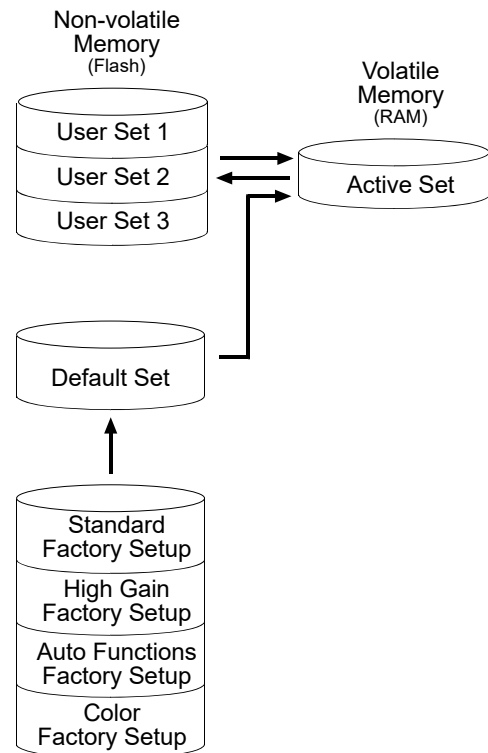 Non-volatile
Memory
(Flash)
User Set 1
User Set 2
User Set 3
Volatile
Memory
(RAM)
Active Set
Default Set
Standard
Factory Setup
High Gain
Factory Setup
Auto Functions
Factory Setup
Color
Factory Setup